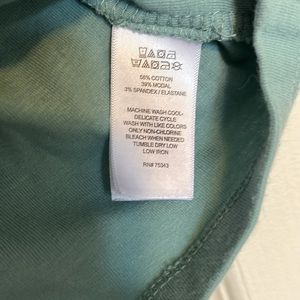 58% COTTON
39% MODAL
3% SPANDEX / ELASTANE
MACHINE WASH COOL-
DELICATE CYCLE
WASH WITH LIKE COLORS
ONLY NON-CHLORINE
BLEACH WHEN NEEDED
TUMBLE DRY LOW
LOW IRON
RN# 75343